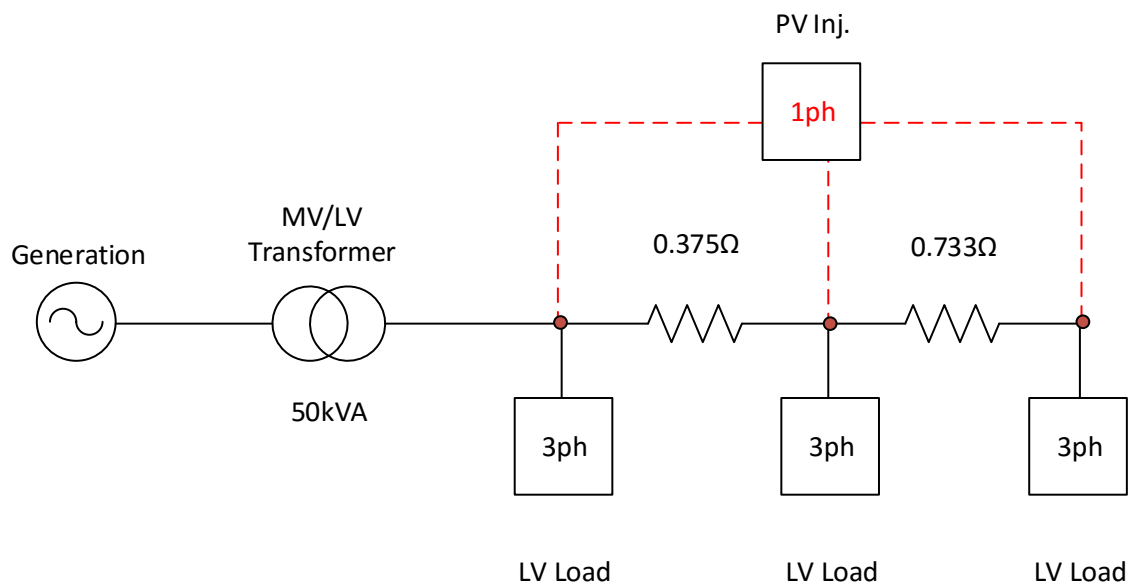 PV Inj.
1ph
MV/LV
Transformer
Generation
0.375Ω
0.733Ω
50kVA
3ph
3ph
3ph
LV Load
LV Load
LV Load